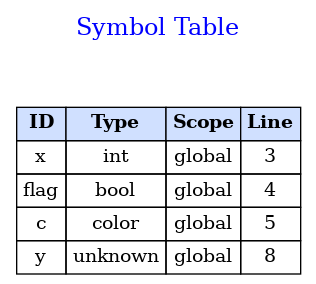 Symbol Table
ID Type Scope Line
x int global 3
flag bool global 4
c color global 5
y unknown global 8